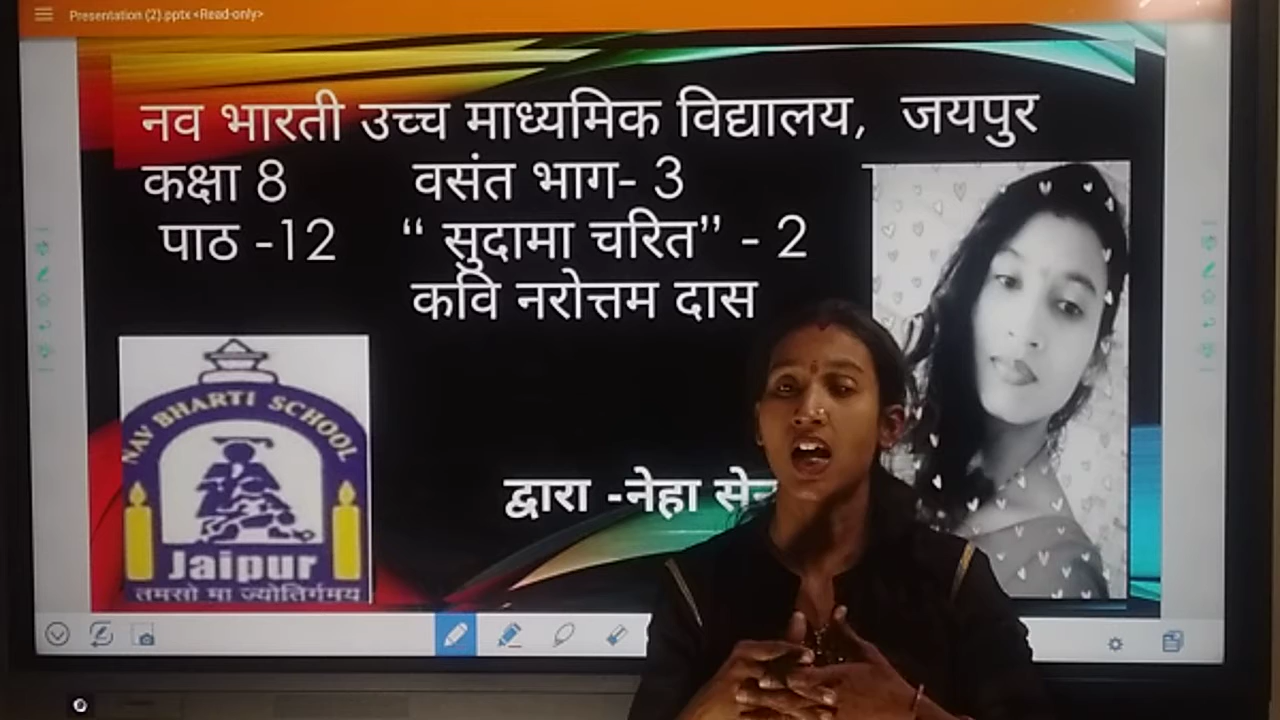 Presentation (2).pptx <Read-only>
नव भारती उच्च माध्यमिक विद्यालय, जयपुर
कक्षा 8 वसंत भाग- 3
पाठ -12 “ सुदामा चरित” - 2
कवि नरोत्तम दास
द्वारा -नेहा
NAV BHARTI SCHOOL
Jaipur
तमसो मा ज्योतिर्गमय